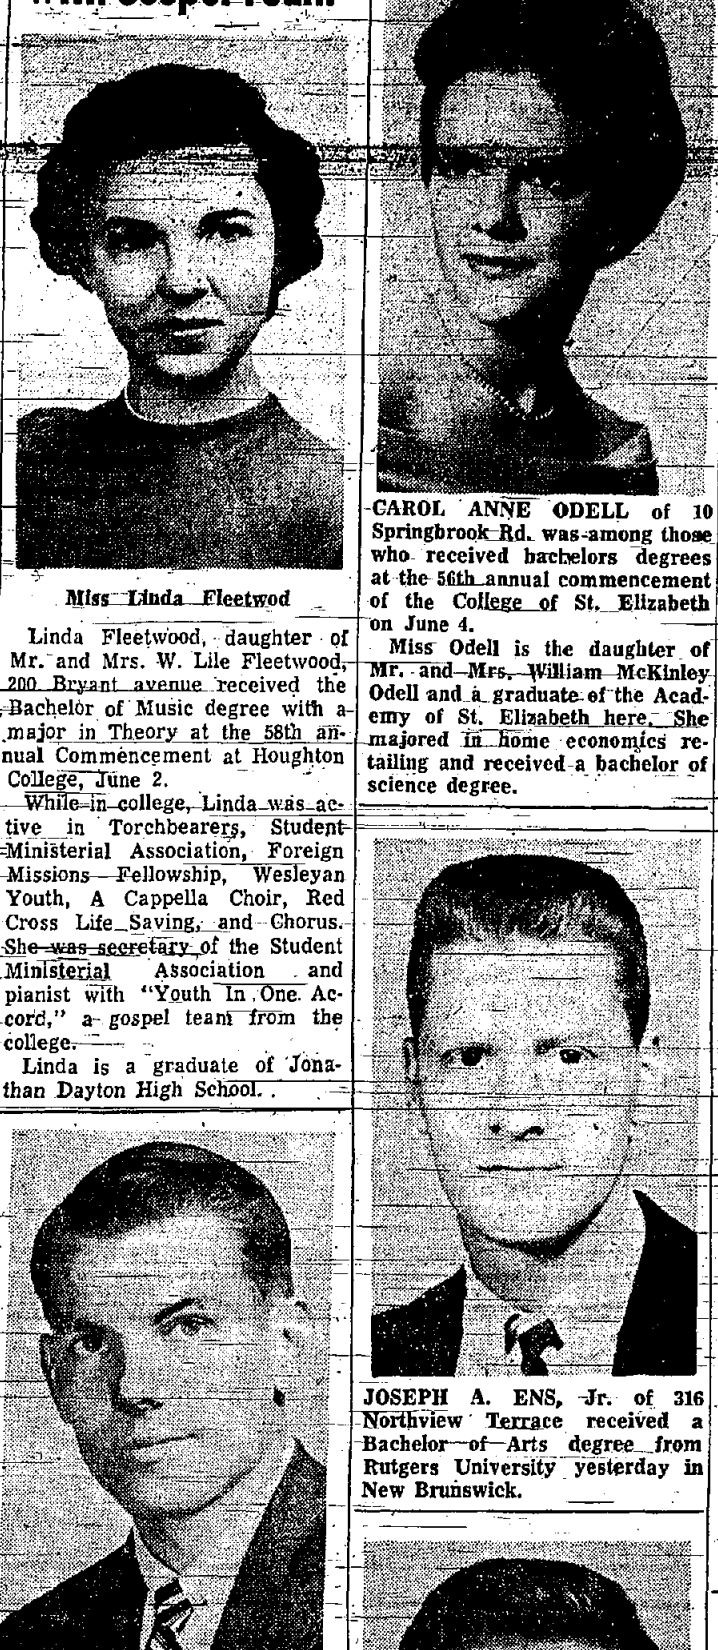 With Gospel Team
Miss Linda Fleetwod
Linda Fleetwood, daughter of
Mr. and Mrs. W. Lile Fleetwood,
200 Bryant avenue received the
Bachelor of Music degree with a
major in Theory at the 58th an-
nual Commencement at Houghton
College, June 2.
While in college, Linda was ac-
tive in Torchbearers, Student
Ministerial Association, Foreign
Missions Fellowship, Wesleyan
Youth, A Cappella Choir, Red
Cross Life Saving, and Chorus.
She was secretary of the Student
Ministerial Association and
pianist with "Youth In One Ac-
cord," a gospel team from the
college.
Linda is a graduate of Jona-
than Dayton High School.
CAROL ANNE ODELL of 10
Springbrook Rd. was among those
who received bachelors degrees
at the 56th annual commencement
of the College of St. Elizabeth
on June 4.
Miss Odell is the daughter of
Mr. and Mrs. William McKinley
Odell and a graduate of the Acad-
emy of St. Elizabeth here. She
majored in home economics re-
tailing and received a bachelor of
science degree.
JOSEPH A. ENS, Jr. of 316
Northview Terrace received a
Bachelor of Arts degree from
Rutgers University yesterday in
New Brunswick.